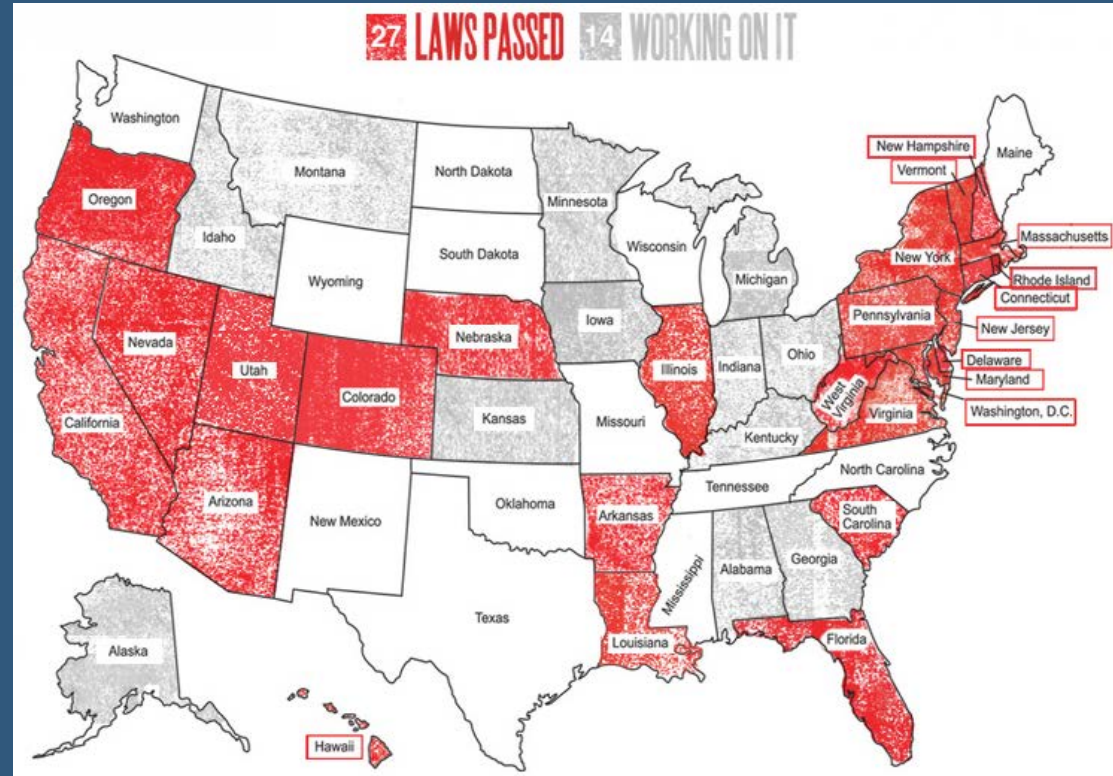 27 LAWS PASSED 14 WORKING ON IT
Washington
Oregon
Idaho
Montana
North Dakota
South Dakota
Wyoming
Nevada
Utah
Colorado
California
Arizona
New Mexico
Nebraska
Kansas
Oklahoma
Texas
Minnesota
Iowa
Missouri
Arkansas
Louisiana
Wisconsin
Illinois
Michigan
Indiana
Ohio
Kentucky
Tennessee
Mississippi
Alabama
Georgia
Florida
South
Carolina
North Carolina
Virginia
West
Virginia
Pennsylvania
New York
New Hampshire
Vermont
Maine
Massachusetts
Rhode Island
Connecticut
New Jersey
Delaware
Maryland
Washington, D.C.
Alaska
Hawaii